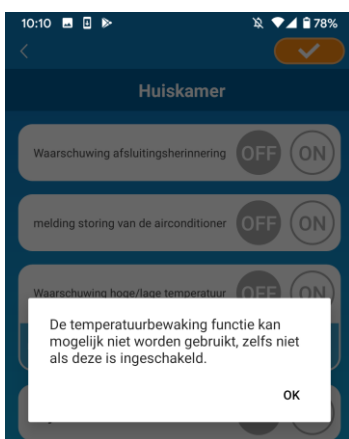 10:10 78%
Huiskamer
Waarschuwing afsluitingsherinnering OFF ON
melding storing van de airconditioner OFF ON
Waarschuwing hoge/lage temperatuur OFF ON
De temperatuurbewaking functie kan
mogelijk niet worden gebruikt, zelfs niet
als deze is ingeschakeld.
OK